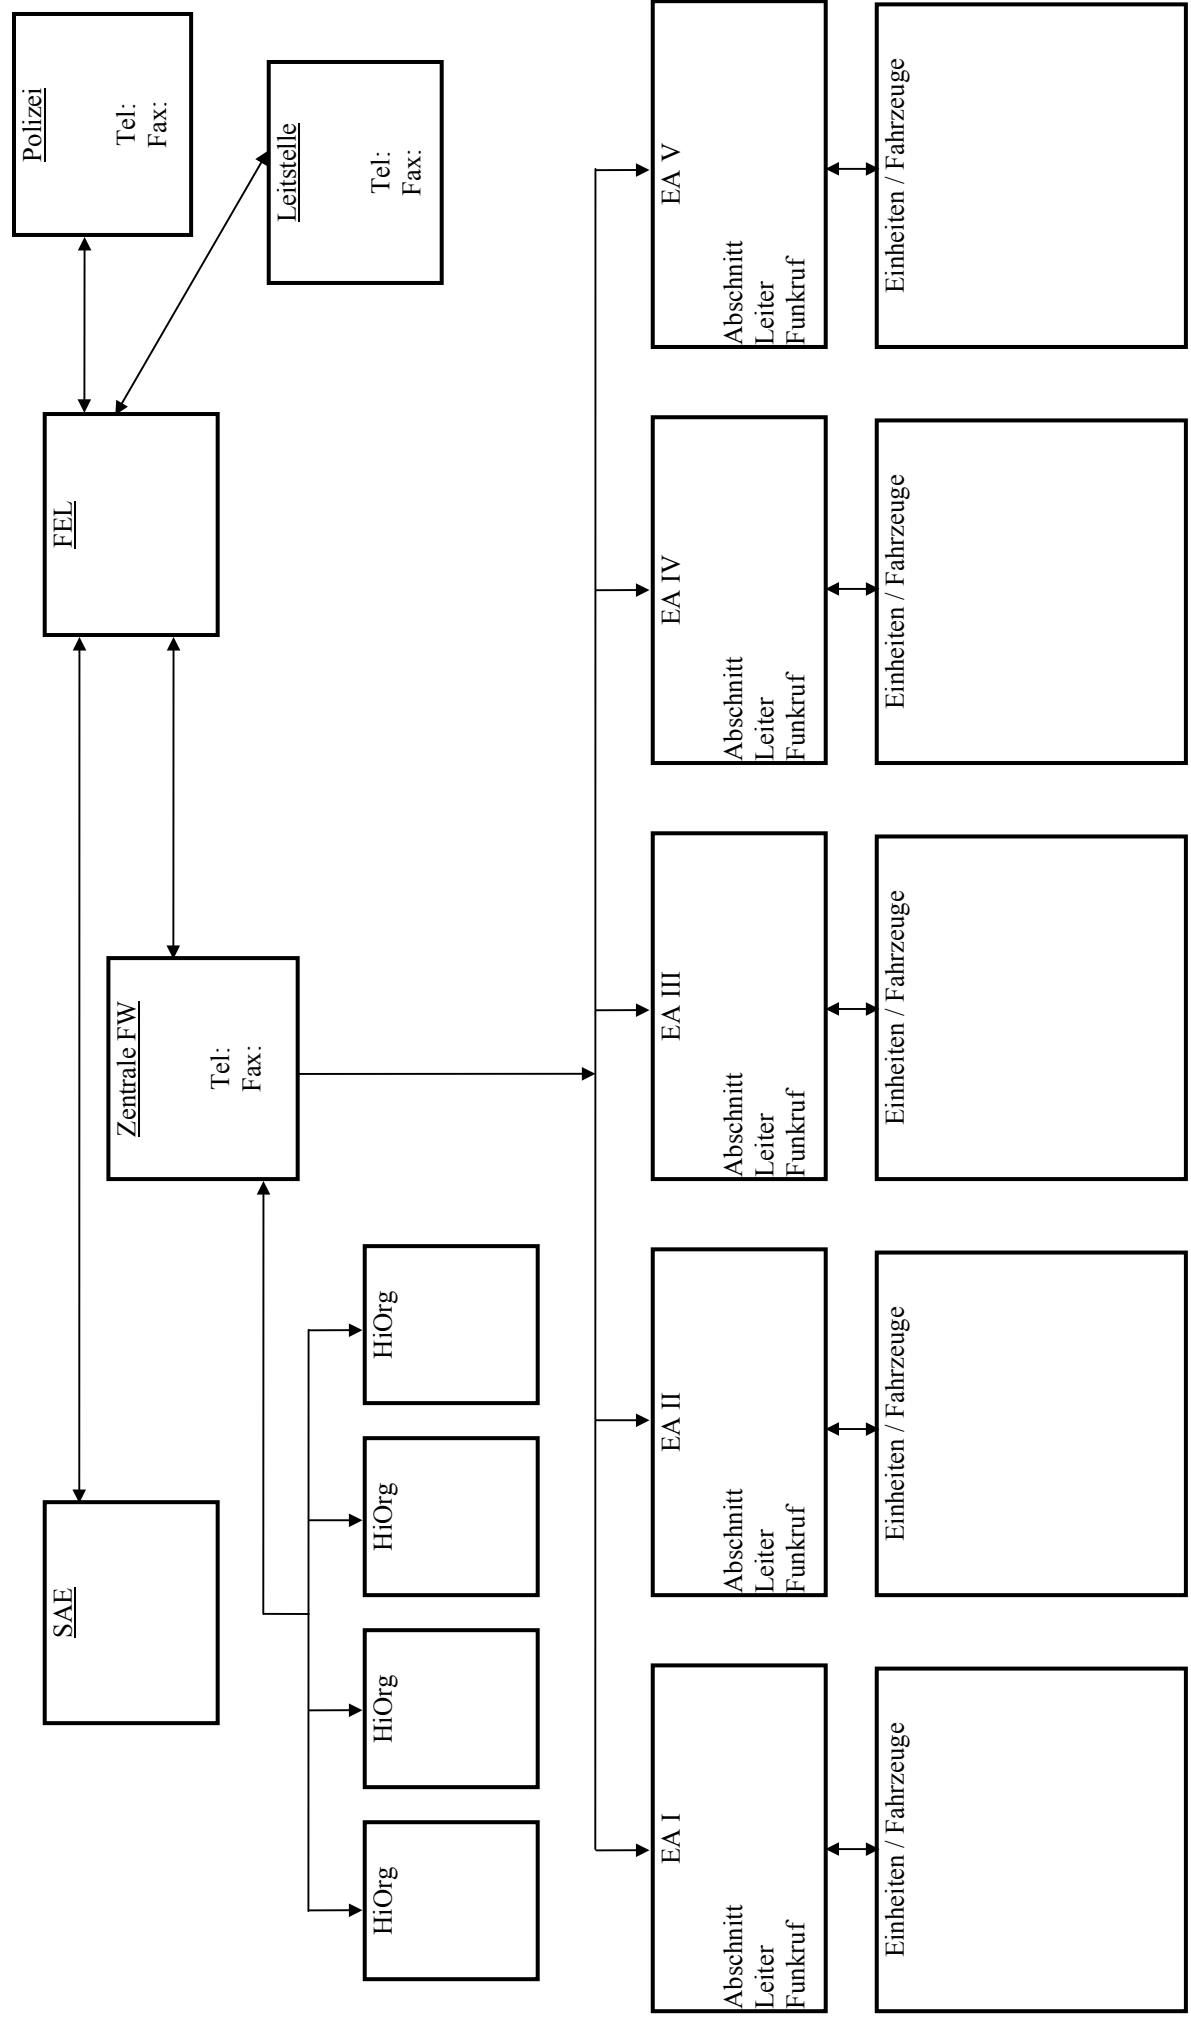 SAE
FEL
Polizei
Tel:
Fax:
Zentrale FW
Tel:
Fax:
Leitstelle
Tel:
Fax:
HiOrg
HiOrg
HiOrg
HiOrg
EA I
Abschnitt
Leiter
Funkruf
EA II
Abschnitt
Leiter
Funkruf
EA III
Abschnitt
Leiter
Funkruf
EA IV
Abschnitt
Leiter
Funkruf
EA V
Abschnitt
Leiter
Funkruf
Einheiten / Fahrzeuge
Einheiten / Fahrzeuge
Einheiten / Fahrzeuge
Einheiten / Fahrzeuge
Einheiten / Fahrzeuge